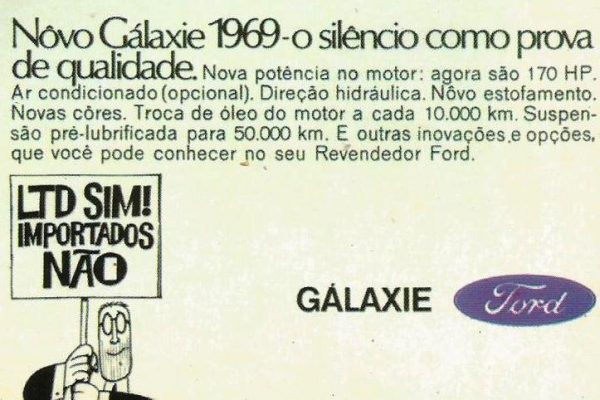 Nôvo Gálaxie 1969-o silêncio como prova
de qualidade. Nova potência no motor: agora são 170 HP.
Ar condicionado (opcional). Direção hidráulica. Nôvo estofamento.
Novas côres. Troca de óleo do motor a cada 10.000 km. Suspen-
são pré-lubrificada para 50.000 km. E outras inovações e opções,
que você pode conhecer no seu Revendedor Ford.
LTD SIM!
IMPORTADOS
NÃO
GÁLAXIE Ford